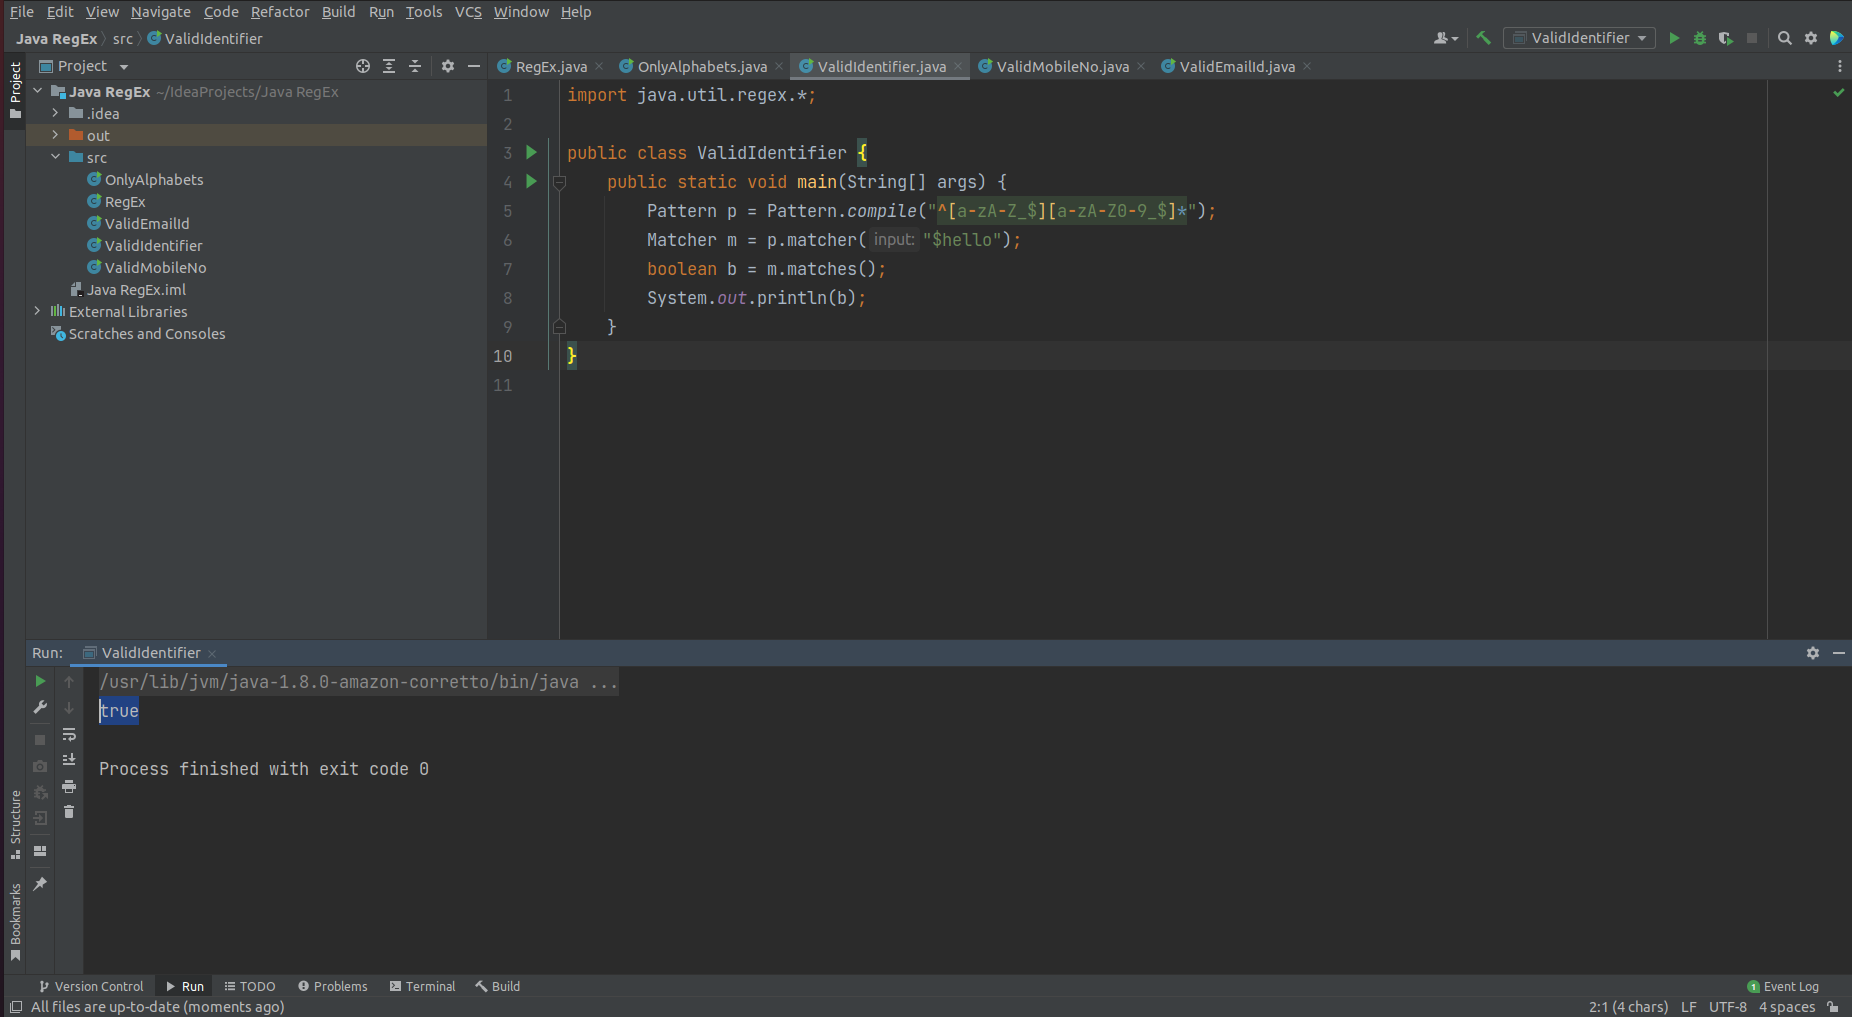 File Edit View Navigate Code Refactor Build Run Tools VCS Window Help
Java RegEx src ValidIdentifier
ValidIdentifier
Project
RegEx.java OnlyAlphabets.java ValidIdentifier.java ValidMobileNo.java ValidEmailId.java
Project
Java RegEx ~/IdeaProjects/Java RegEx
.idea
out
src
OnlyAlphabets
RegEx
ValidEmailId
ValidIdentifier
ValidMobileNo
Java RegEx.iml
External Libraries
Scratches and Consoles
1 import java.util.regex.*;
2
3 public class ValidIdentifier {
4 public static void main(String[] args) {
5 Pattern p = Pattern.compile("^[a-zA-Z_$][a-zA-Z0-9_$]*");
6 Matcher m = p.matcher( input: "$hello");
7 boolean b = m.matches();
8 System.out.println(b);
9 }
10 }
11
Run: ValidIdentifier
/usr/lib/jvm/java-1.8.0-amazon-corretto/bin/java ...
true
Process finished with exit code 0
Structure
Bookmarks
Version Control Run TODO Problems Terminal Build 1 Event Log
All files are up-to-date (moments ago) 2:1 (4 chars) LF UTF-8 4 spaces